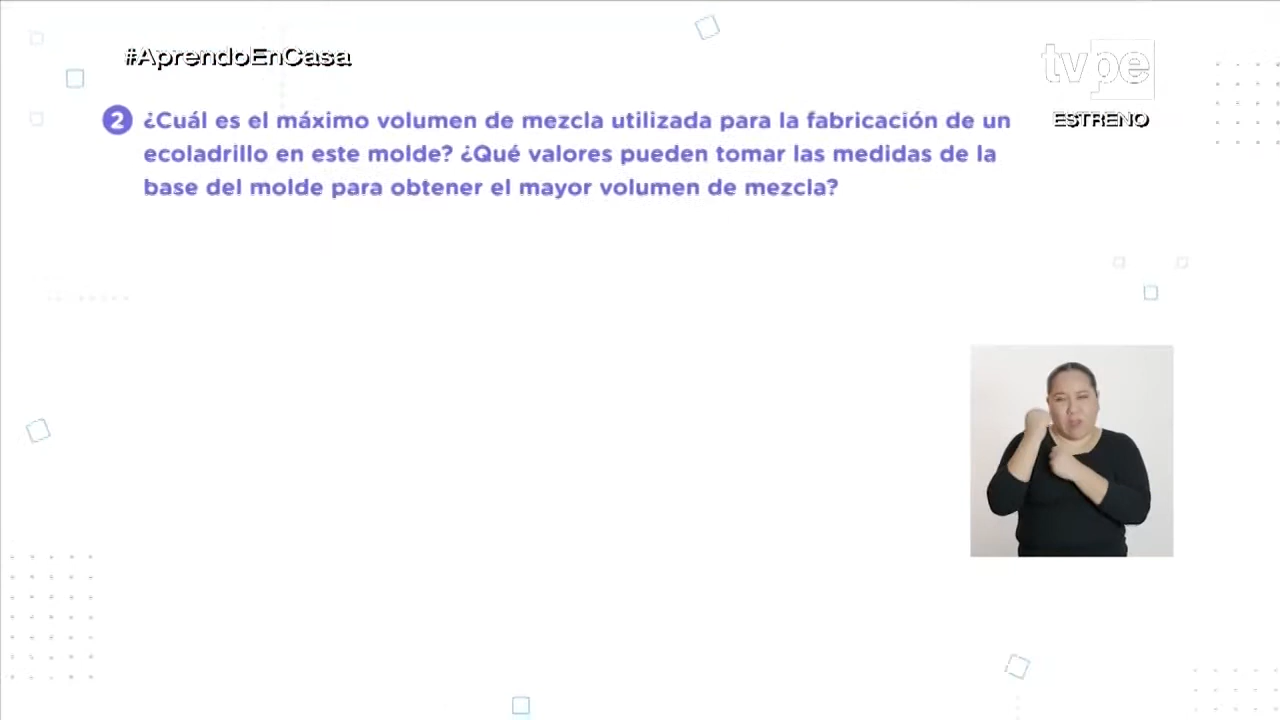 #AprendoEnCasa
tvpe
ESTRENO
2 ¿Cuál es el máximo volumen de mezcla utilizada para la fabricación de un
ecoladrillo en este molde? ¿Qué valores pueden tomar las medidas de la
base del molde para obtener el mayor volumen de mezcla?